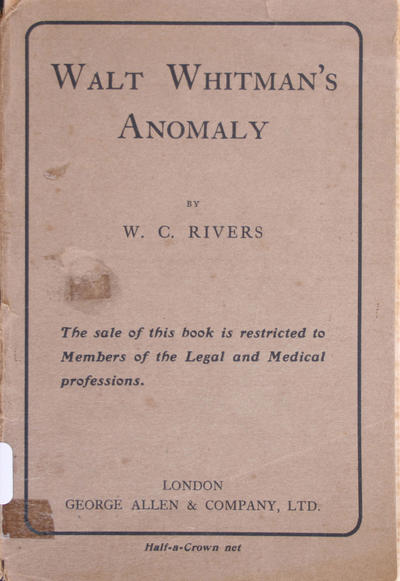 WALT WHITMAN'S
ANOMALY
BY
W. C. RIVERS
The sale of this book is restricted to
Members of the Legal and Medical
professions.
LONDON
GEORGE ALLEN & COMPANY, LTD.
Half-a-Crown net